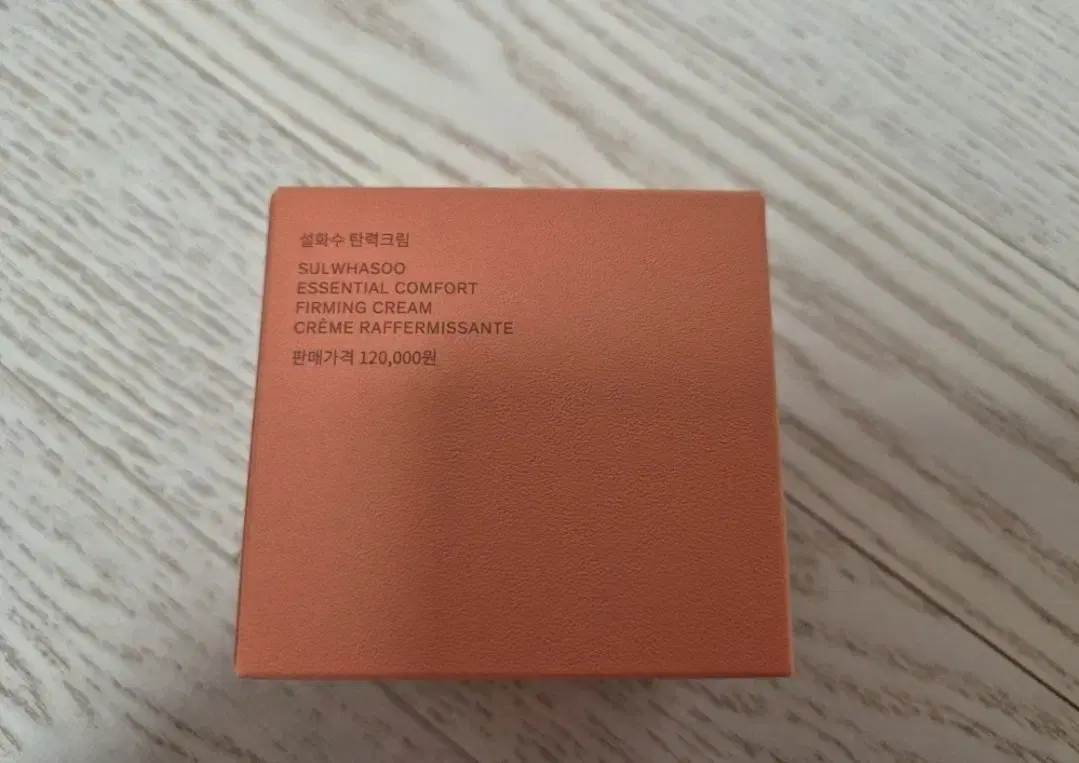 설화수 탄력크림
SULWHASOO
ESSENTIAL COMFORT
FIRMING CREAM
CRÈME RAFFERMISSANTE
판매가격 120,000원